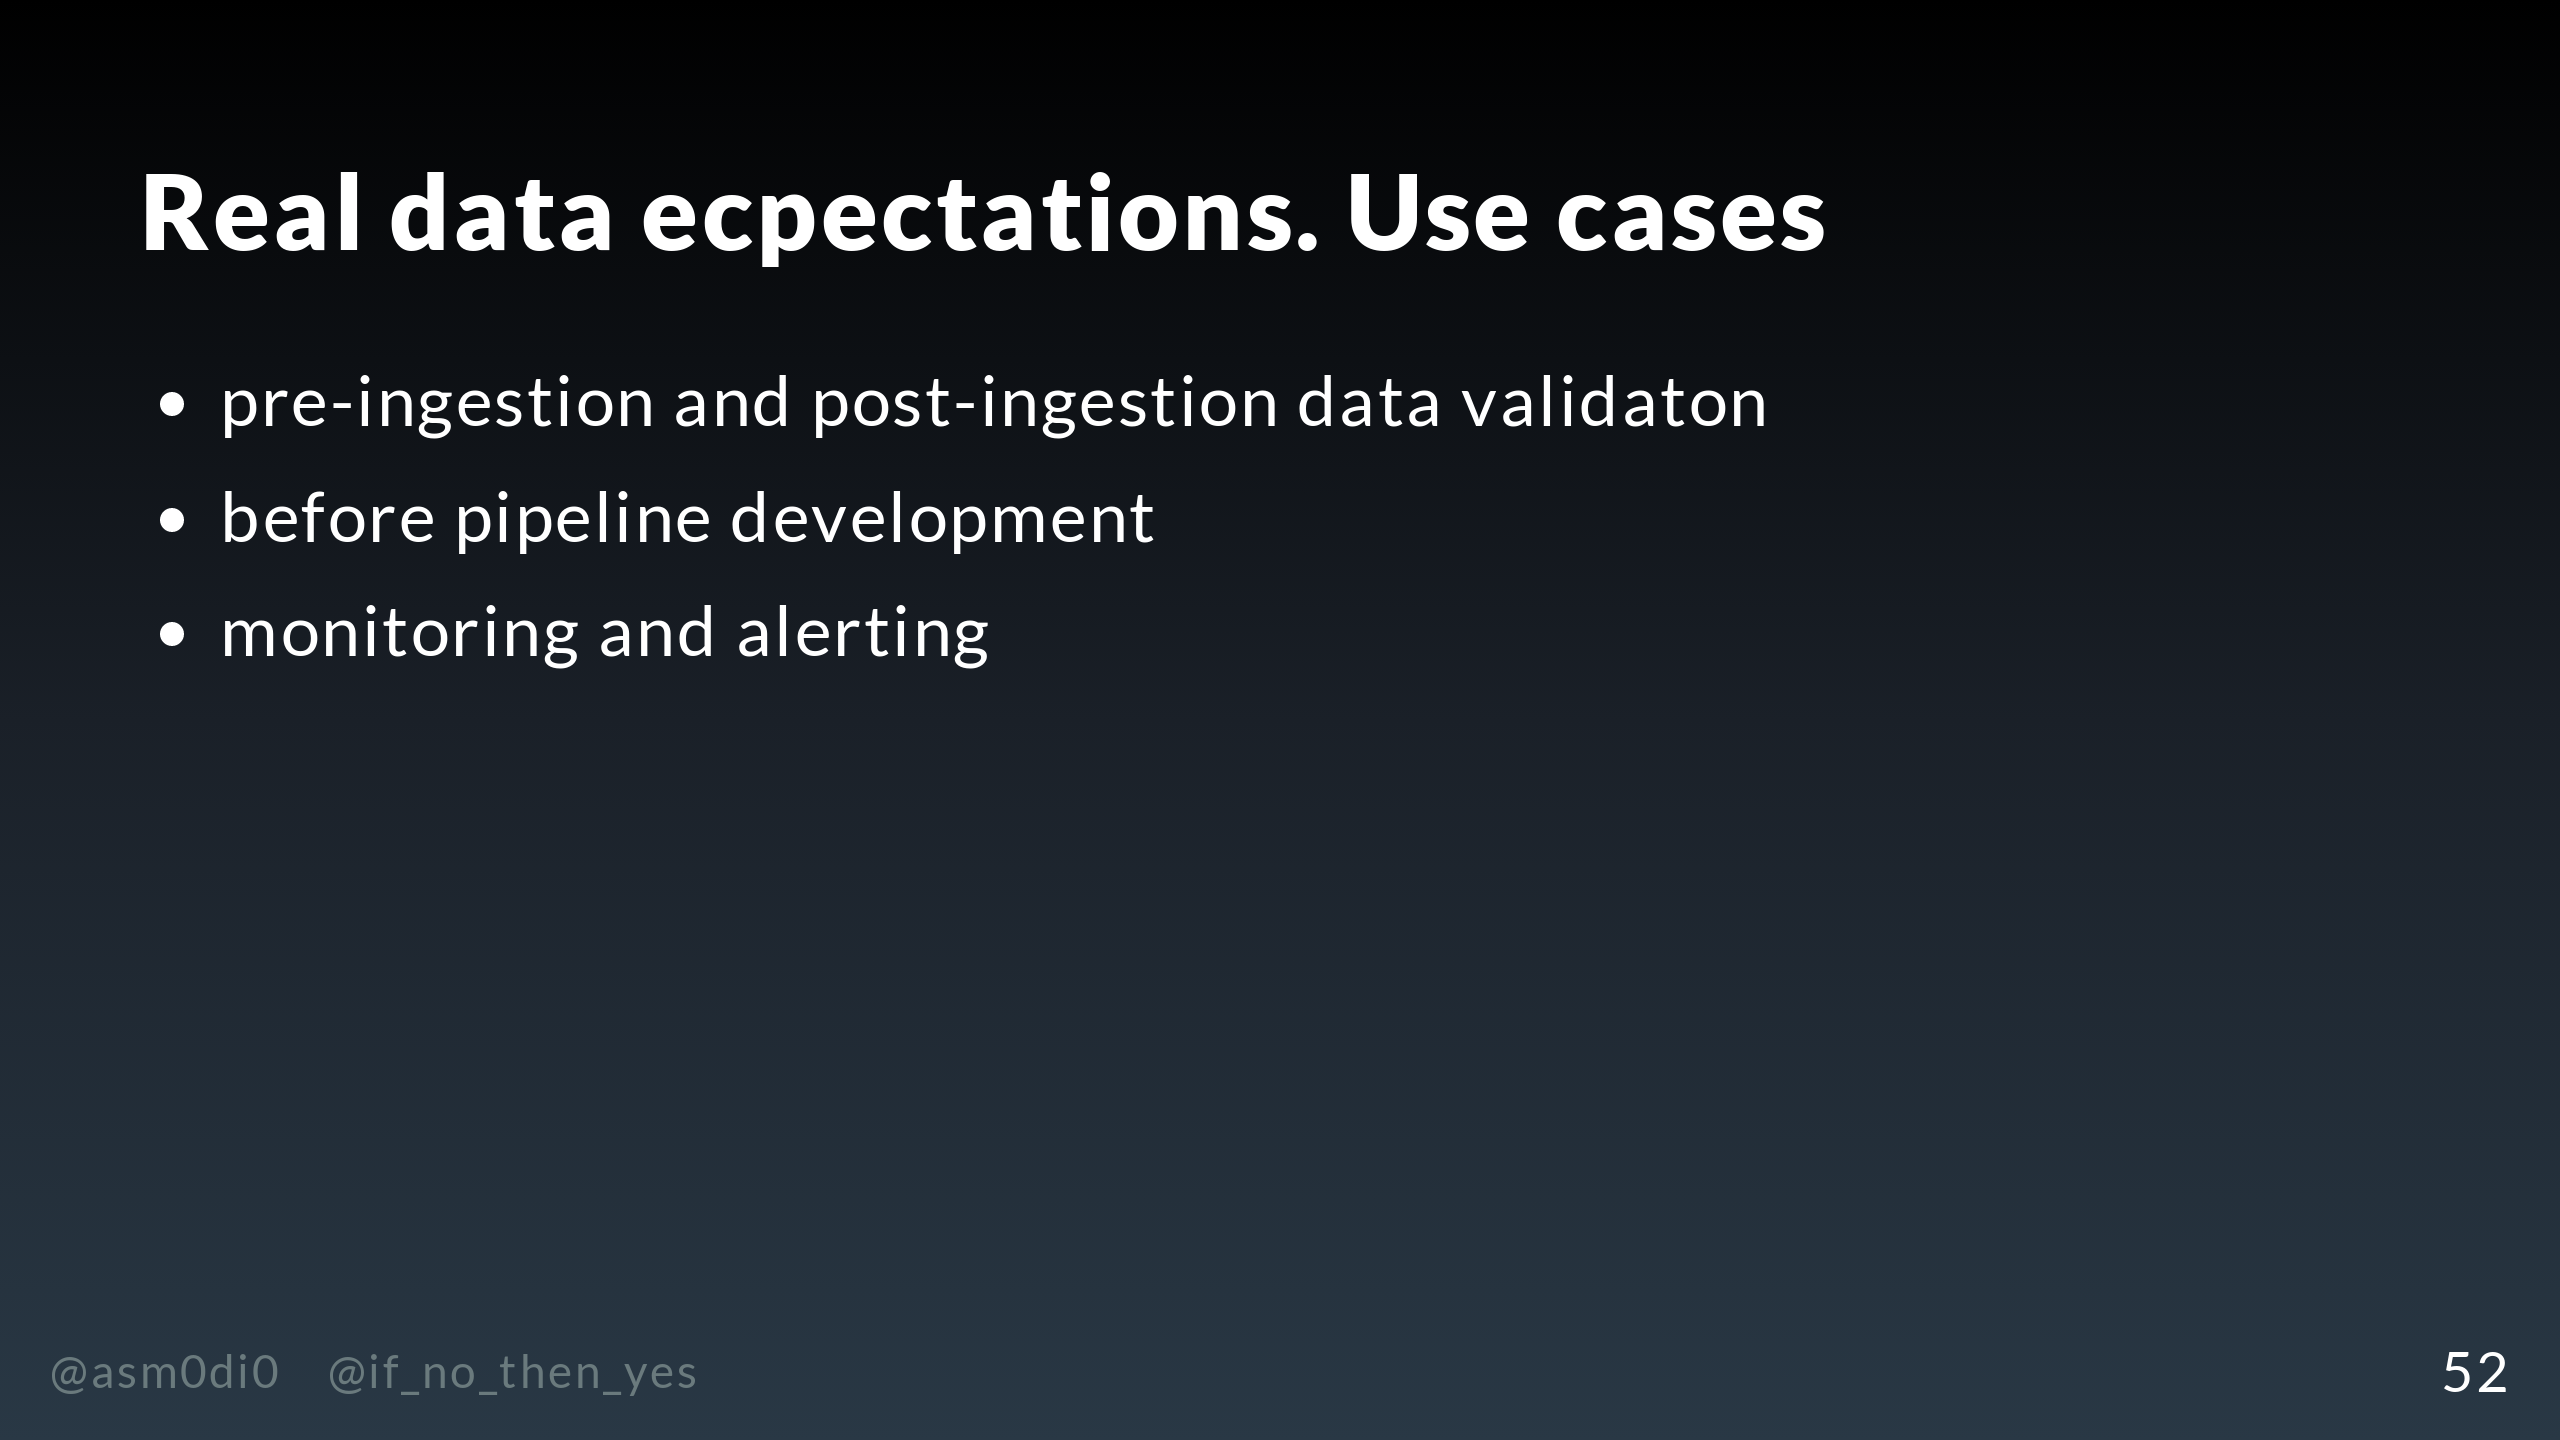 Real data ecpectations. Use cases
• pre-ingestion and post-ingestion data validaton
• before pipeline development
• monitoring and alerting
@asm0di0 @if_no_then_yes
52